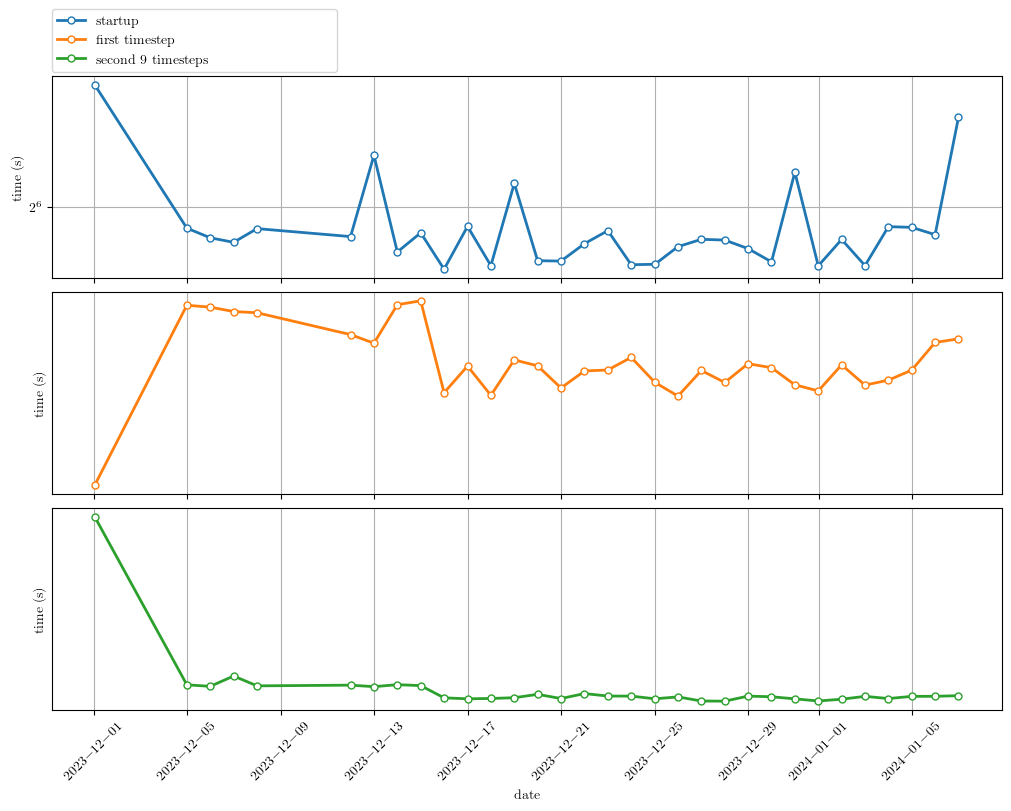 startup
first timestep
second 9 timesteps
time (s)
2^6
time (s)
time (s)
2023−12−01
2023−12−05
2023−12−09
2023−12−13
2023−12−17
2023−12−21
2023−12−25
2023−12−29
2024−01−01
2024−01−05
date